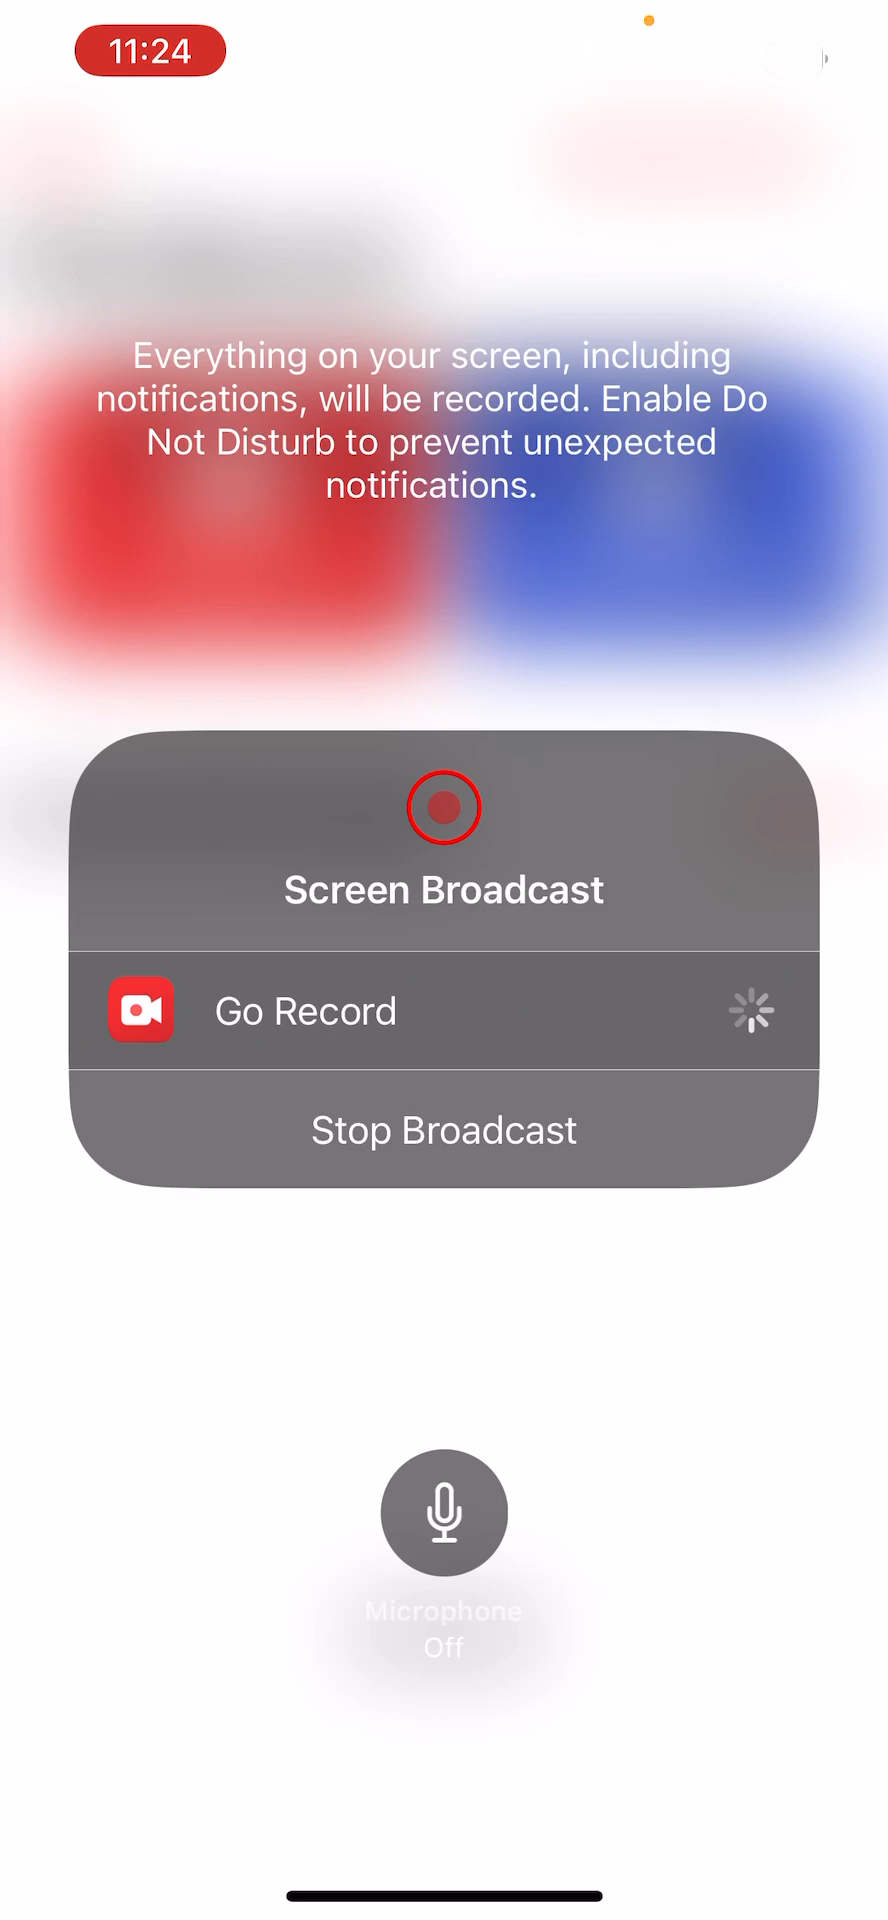 11:24
Everything on your screen, including
notifications, will be recorded. Enable Do
Not Disturb to prevent unexpected
notifications.
Screen Broadcast
Go Record
Stop Broadcast
Microphone
Off